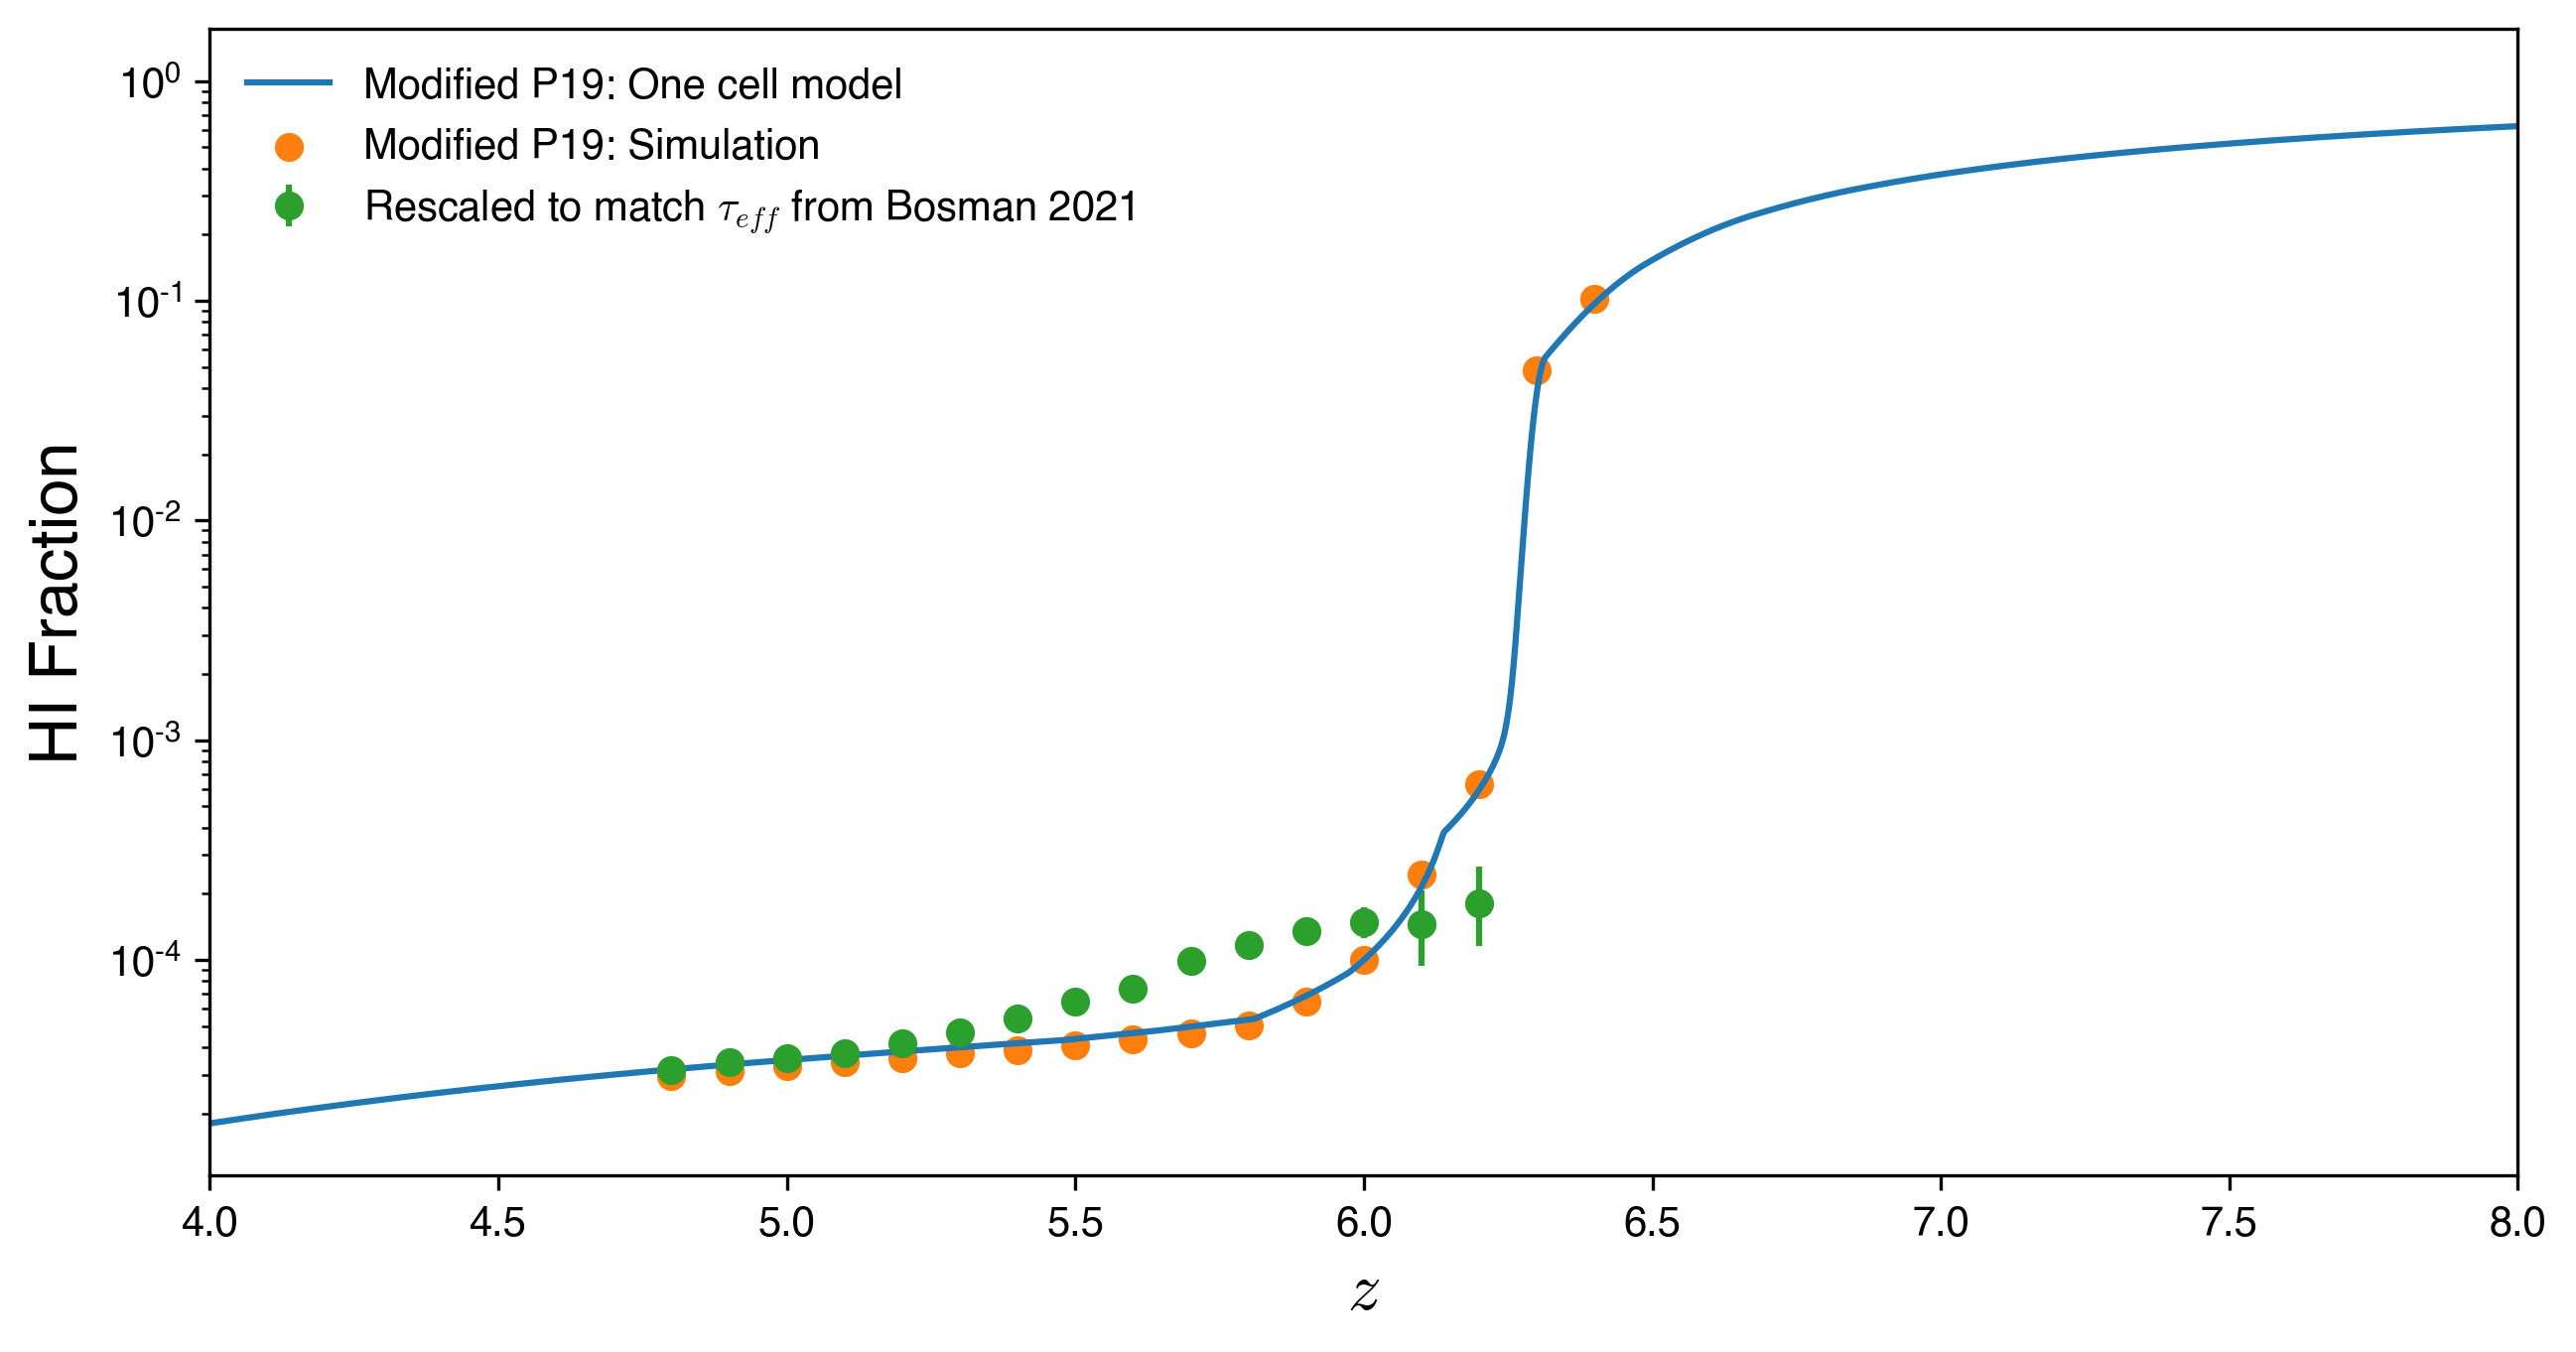 Modified P19: One cell model
Modified P19: Simulation
Rescaled to match τ_eff from Bosman 2021
HI Fraction
10^0
10^-1
10^-2
10^-3
10^-4
4.0 4.5 5.0 5.5 6.0 6.5 7.0 7.5 8.0
z